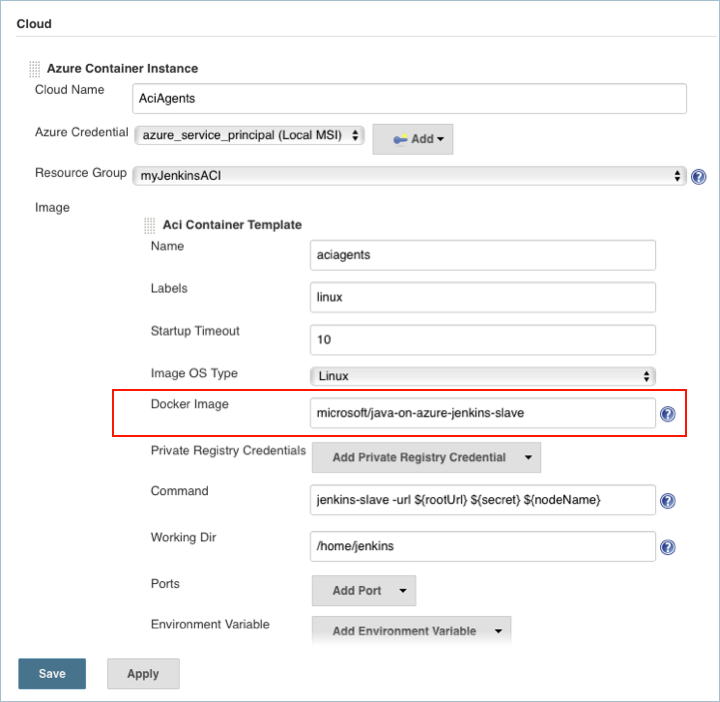 Cloud
Azure Container Instance
Cloud Name
AciAgents
Azure Credential
azure_service_principal (Local MSI)
Add
Resource Group
myJenkinsACI
Image
Aci Container Template
Name
aciagents
Labels
linux
Startup Timeout
10
Image OS Type
Linux
Docker Image
microsoft/java-on-azure-jenkins-slave
Private Registry Credentials
Add Private Registry Credential
Command
jenkins-slave -url ${rootUrl} ${secret} ${nodeName}
Working Dir
/home/jenkins
Ports
Add Port
Environment Variable
Add Environment Variable
Save
Apply